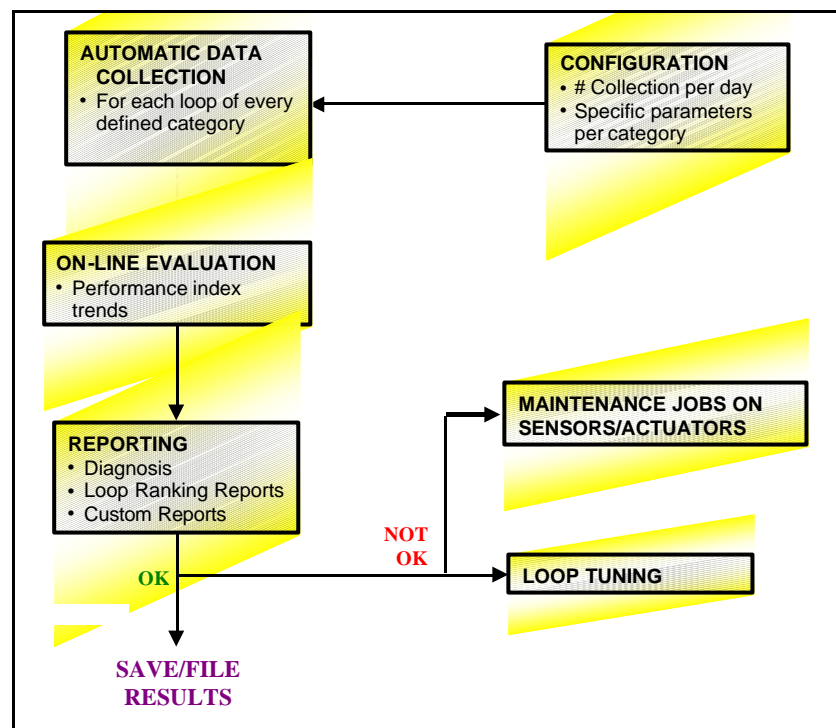 AUTOMATIC DATA
COLLECTION
• For each loop of every
defined category
CONFIGURATION
• # Collection per day
• Specific parameters
per category
ON-LINE EVALUATION
• Performance index
trends
MAINTENANCE JOBS ON
SENSORS/ACTUATORS
REPORTING
• Diagnosis
• Loop Ranking Reports
• Custom Reports
NOT
OK
OK
LOOP TUNING
SAVE/FILE
RESULTS